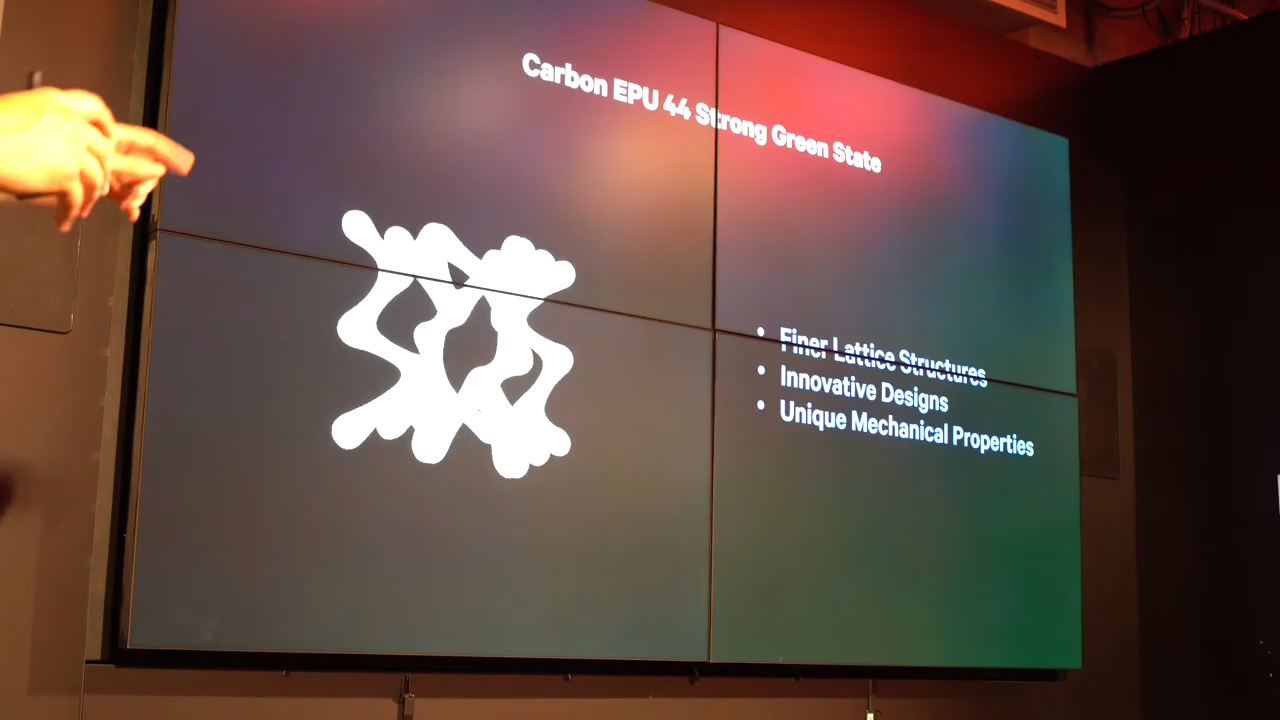 Carbon EPU 44 Strong Green State
• Finer Lattice Structures
• Innovative Designs
• Unique Mechanical Properties